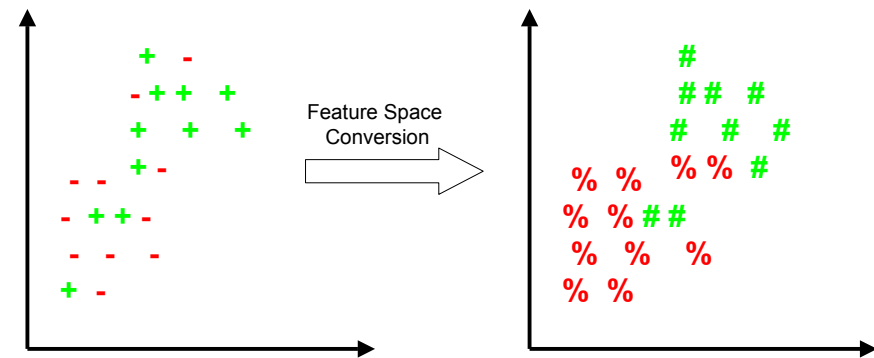 + -
- + + +
+ + +
+ -
- -
- + + -
- - -
+ -
Feature Space
Conversion
#
# # #
# # #
% % #
% %
% % # #
% % %
% %